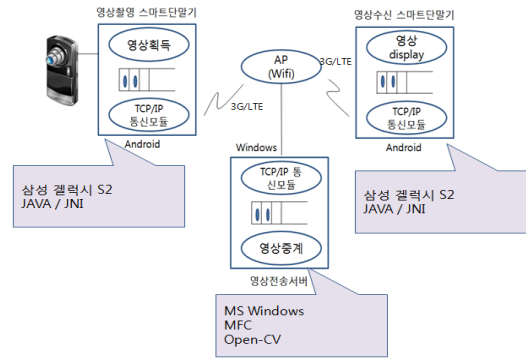 영상촬영 스마트단말기
영상획득
TCP/IP
통신모듈
Android
삼성 겔럭시 S2
JAVA / JNI
3G/LTE
AP
(Wifi)
3G/LTE
Windows
TCP/IP 통
신모듈
영상중계
영상전송서버
MS Windows
MFC
Open-CV
영상수신 스마트단말기
영상
display
TCP/IP
통신모듈
Android
삼성 겔럭시 S2
JAVA / JNI